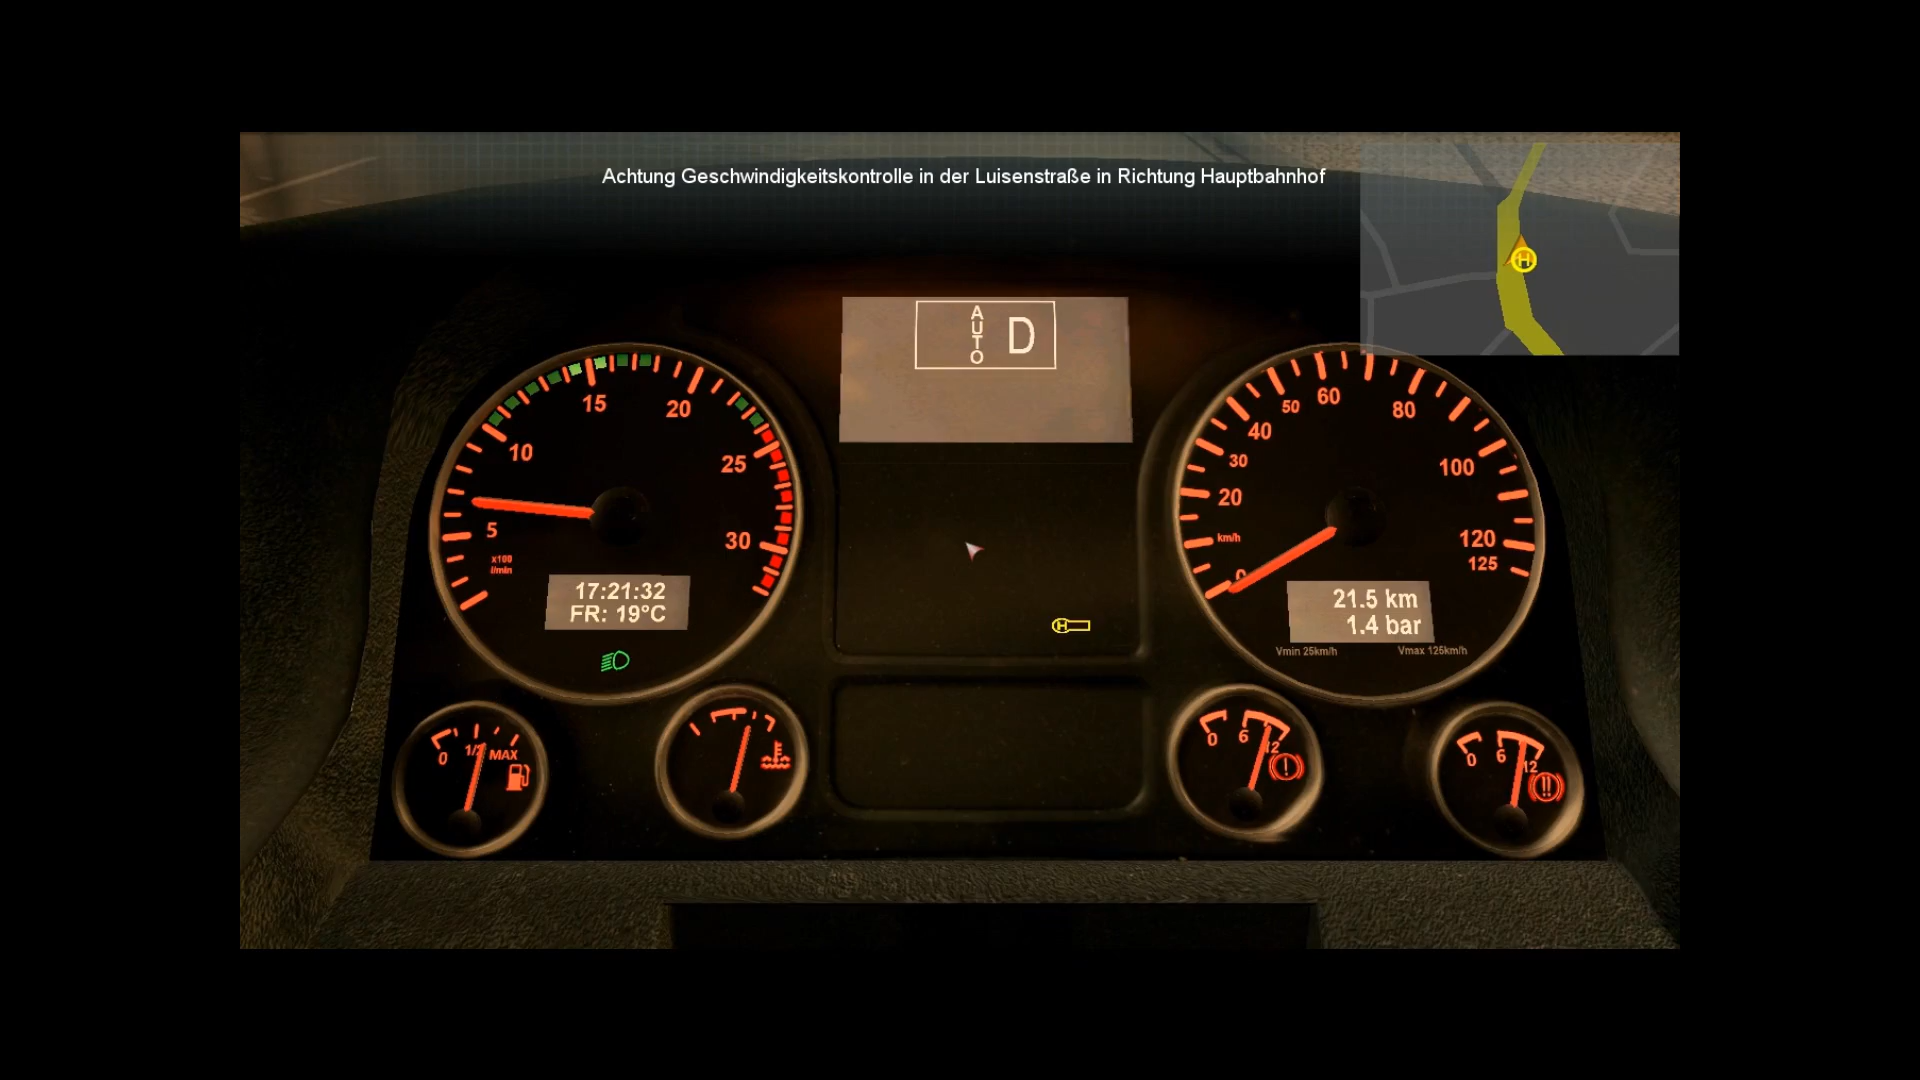 Achtung Geschwindigkeitskontrolle in der Luisenstraße in Richtung Hauptbahnhof
H
AUTO
D
5
10
15
20
25
30
x100
l/min
17:21:32
FR: 19°C
0
20
30
40
50
60
80
100
120
125
km/h
21.5 km
1.4 bar
Vmin 25km/h
Vmax 125km/h
H
0
1/2
MAX
0
6
12
!
0
6
12
!!